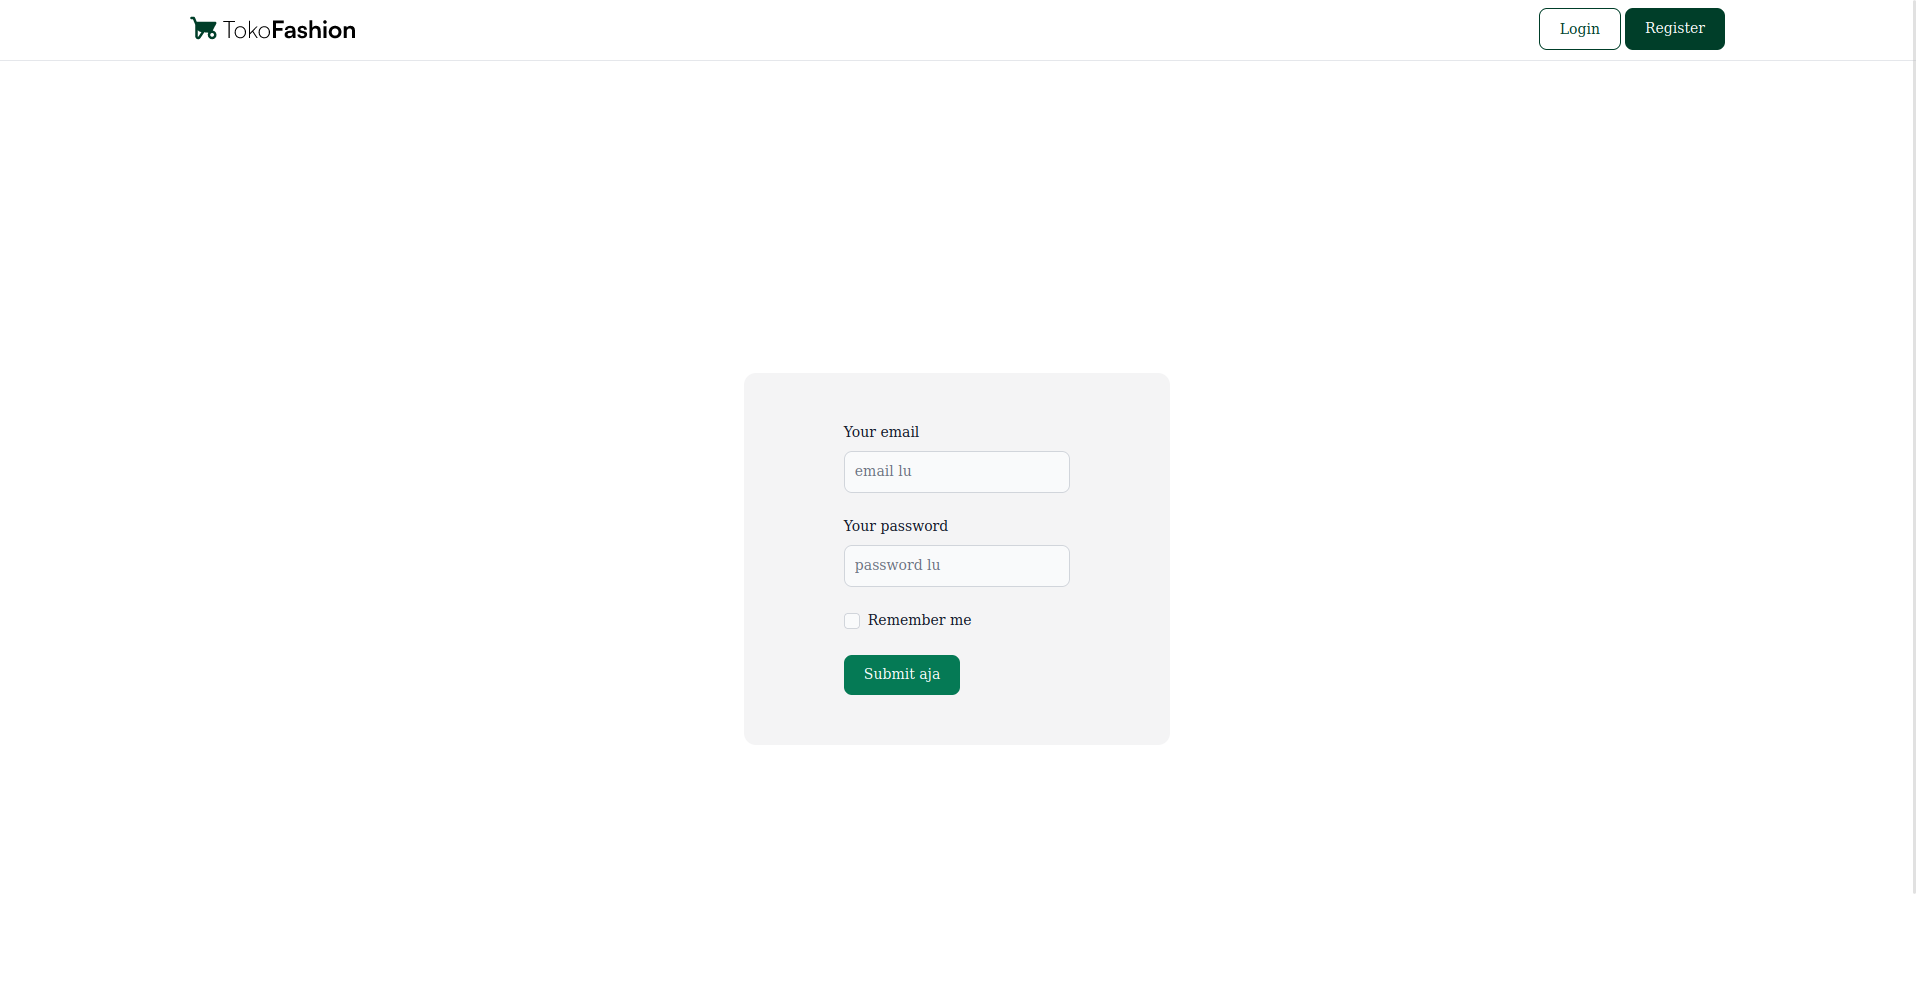 TokoFashion
Login
Register
Your email
email lu
Your password
password lu
Remember me
Submit aja